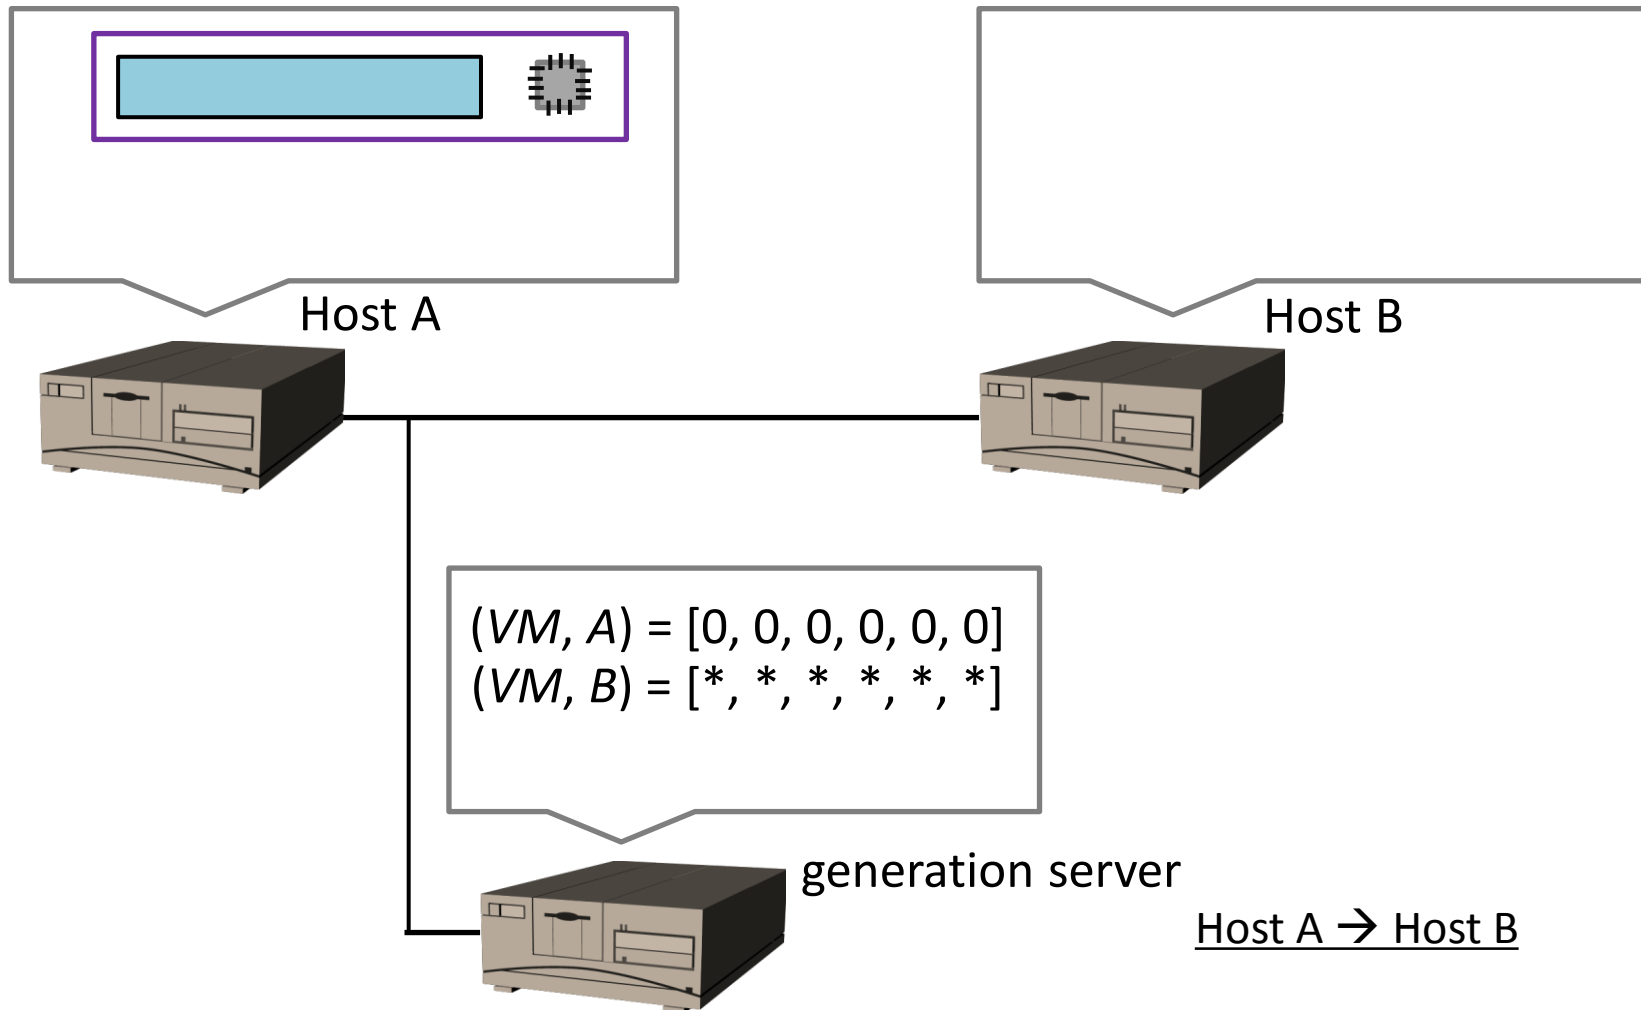 Host A
Host B
(VM, A) = [0, 0, 0, 0, 0, 0]
(VM, B) = [*, *, *, *, *, *]
generation server
Host A → Host B